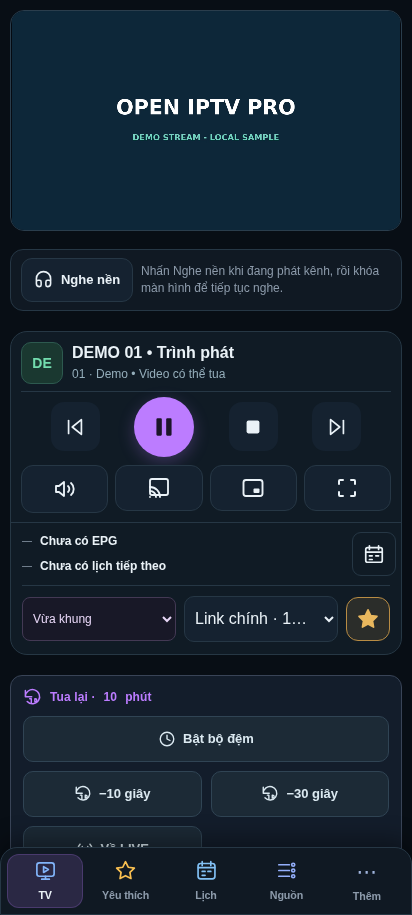 OPEN IPTV PRO
DEMO STREAM - LOCAL SAMPLE
Nghe nền
Nhấn Nghe nền khi đang phát kênh, rồi khóa
màn hình để tiếp tục nghe.
DE
DEMO 01 • Trình phát
01 · Demo • Video có thể tua
— Chưa có EPG
— Chưa có lịch tiếp theo
Vừa khung
Link chính · 1…
Tua lại · 10 phút
Bật bộ đệm
−10 giây
−30 giây
Về LIVE
TV
Yêu thích
Lịch
Nguồn
Thêm